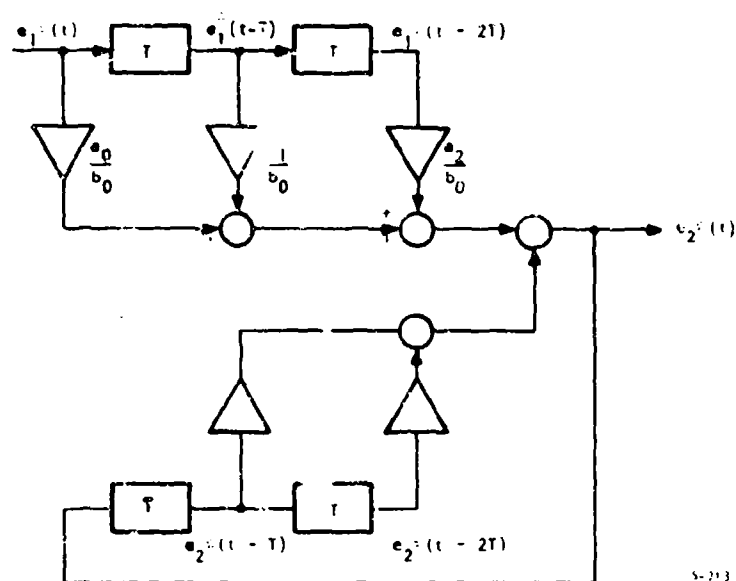 e₁*(t)
e₁*(t-T)
e₁*(t - 2T)
T
T
a₀
b₀
1
b₀
a₂
b₀
+
e₂*(t)
T
T
e₂*(t - T)
e₂*(t - 2T)